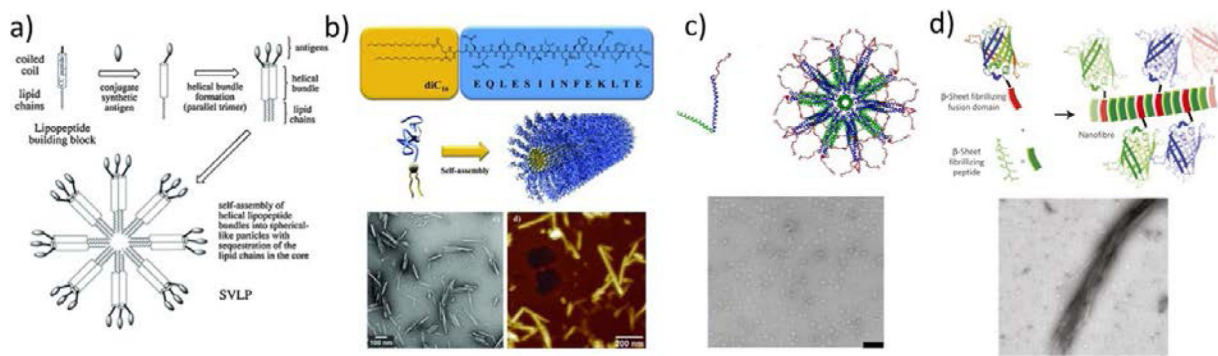 a)
coiled
coil
lipid
chains
conjugate
synthetic
antigen
helical bundle
formation
(parallel trimer)
antigens
helical
bundle
lipid
chains
Lipopeptide
building block
self-assembly of
helical lipopeptide
bundles into spherical-
like particles with
sequestration of the
lipid chains in the core
SVLP
b)
diC16
E Q L E S I I N F E K L T E
Self-assembly
100 nm
d)
200 nm
c)
d)
β-Sheet fibrillizing
fusion domain
Nanofibre
β-Sheet
fibrillizing
peptide